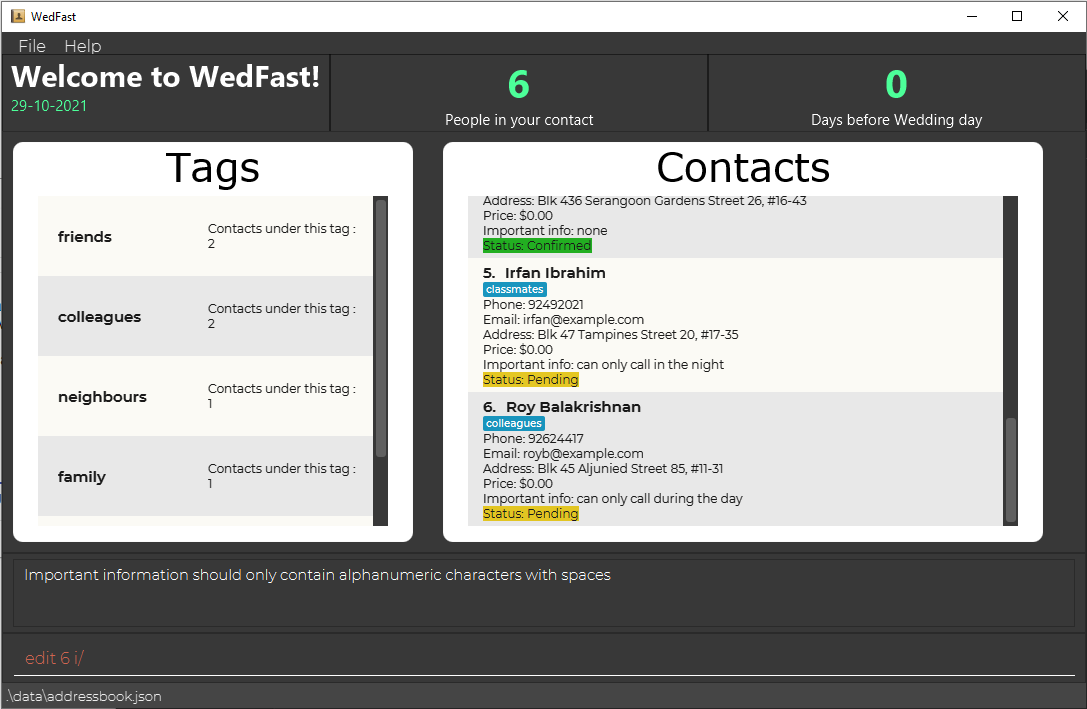 WedFast
File Help
Welcome to WedFast!
29-10-2021
6
People in your contact
0
Days before Wedding day
Tags
friends
Contacts under this tag :
2
colleagues
Contacts under this tag :
2
neighbours
Contacts under this tag :
1
family
Contacts under this tag :
1
Contacts
Address: Blk 436 Serangoon Gardens Street 26, #16-43
Price: $0.00
Important info: none
Status: Confirmed
5. Irfan Ibrahim
classmates
Phone: 92492021
Email: irfan@example.com
Address: Blk 47 Tampines Street 20, #17-35
Price: $0.00
Important info: can only call in the night
Status: Pending
6. Roy Balakrishnan
colleagues
Phone: 92624417
Email: royb@example.com
Address: Blk 45 Aljunied Street 85, #11-31
Price: $0.00
Important info: can only call during the day
Status: Pending
Important information should only contain alphanumeric characters with spaces
edit 6 i/
.\data\addressbook.json